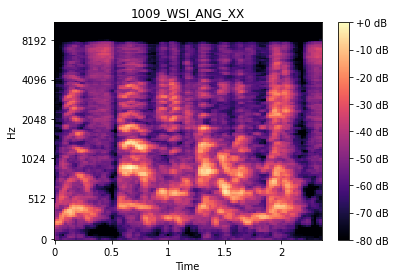 1009_WSI_ANG_XX
Hz
8192
4096
2048
1024
512
0
0
0.5
1
1.5
2
Time
+0 dB
-10 dB
-20 dB
-30 dB
-40 dB
-50 dB
-60 dB
-70 dB
-80 dB